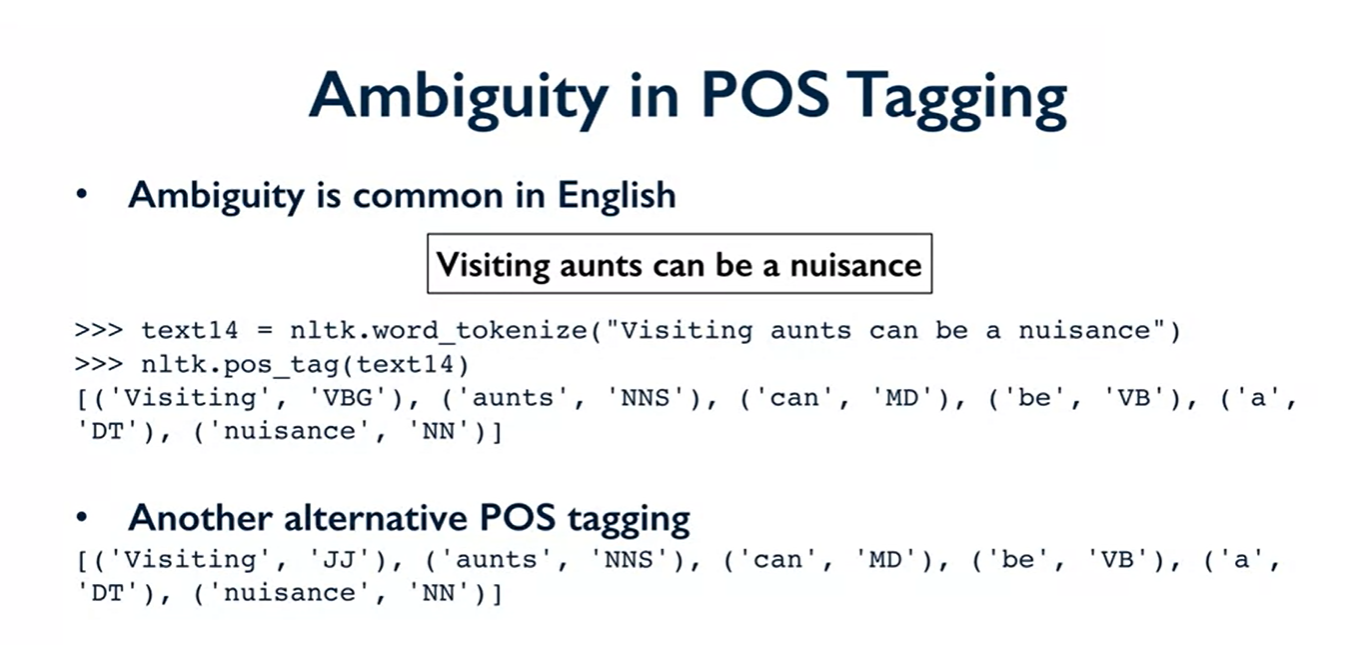 Ambiguity in POS Tagging
• Ambiguity is common in English
Visiting aunts can be a nuisance
>>> text14 = nltk.word_tokenize("Visiting aunts can be a nuisance")
>>> nltk.pos_tag(text14)
[('Visiting', 'VBG'), ('aunts', 'NNS'), ('can', 'MD'), ('be', 'VB'), ('a',
'DT'), ('nuisance', 'NN')]
• Another alternative POS tagging
[('Visiting', 'JJ'), ('aunts', 'NNS'), ('can', 'MD'), ('be', 'VB'), ('a',
'DT'), ('nuisance', 'NN')]